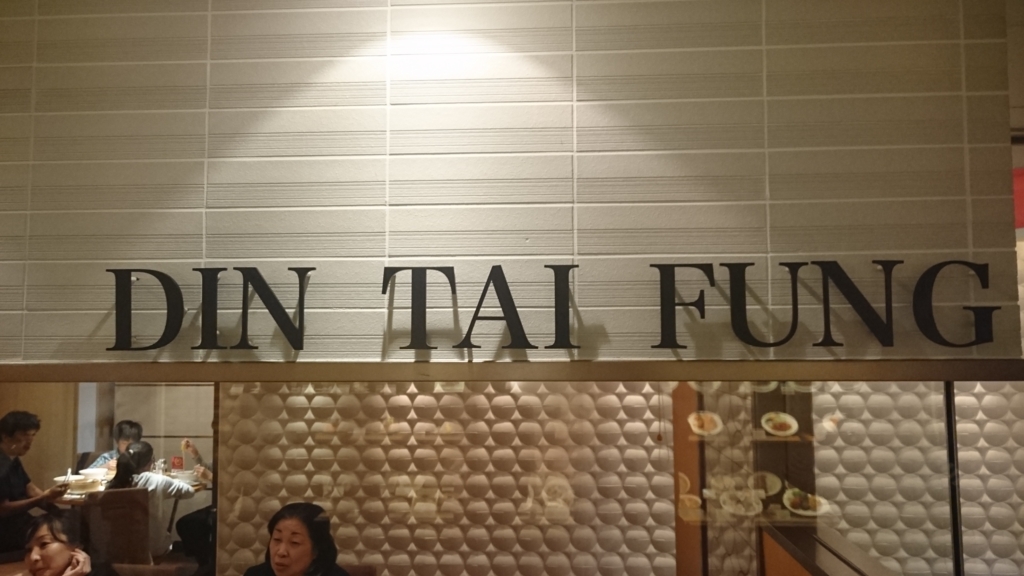 DIN TAI FUNG